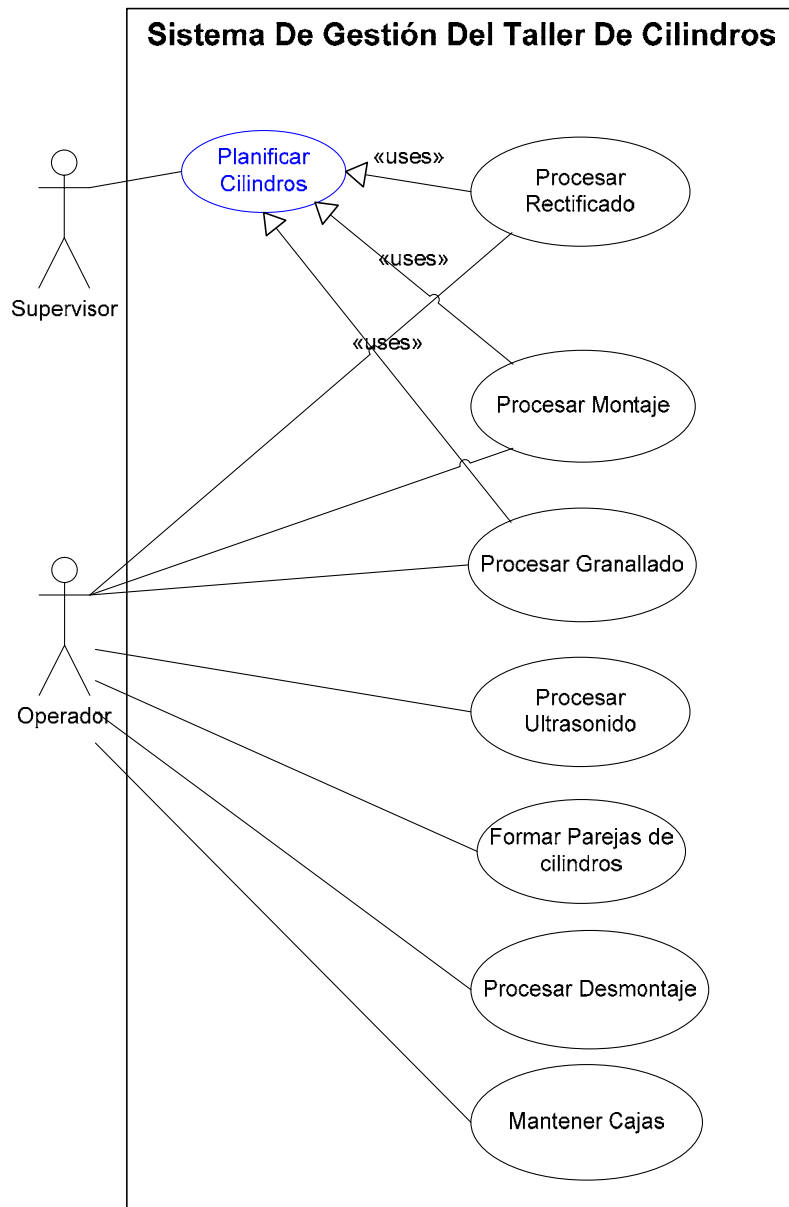 Sistema De Gestión Del Taller De Cilindros
Planificar
Cilindros
«uses»
Procesar
Rectificado
Supervisor
«uses»
«uses»
Procesar Montaje
Procesar Granallado
Operador
Procesar
Ultrasonido
Formar Parejas de
cilindros
Procesar Desmontaje
Mantener Cajas